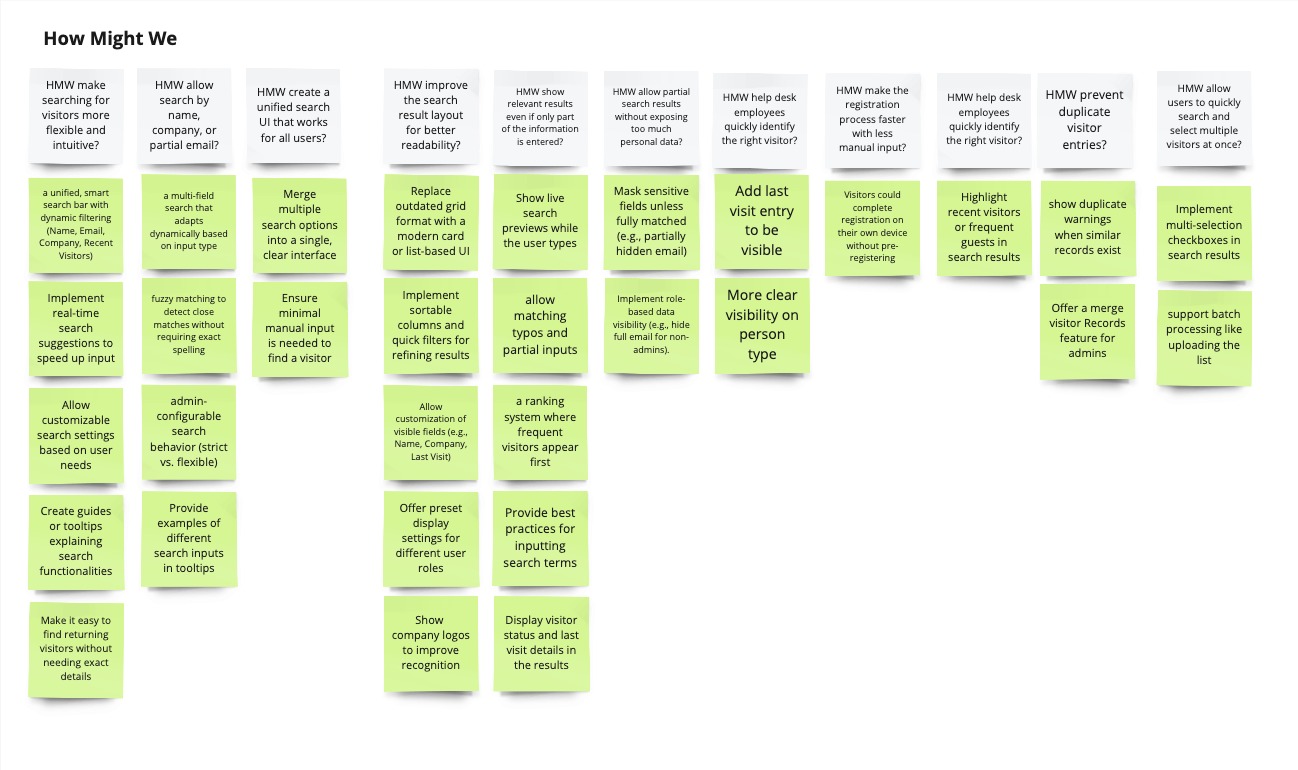 How Might We
HMW make
searching for
visitors more
flexible and
intuitive?
a unified, smart
search bar with
dynamic filtering
(Name, Email,
Company, Recent
Visitors)
Implement
real-time
search
suggestions to
speed up input
Allow
customizable
search settings
based on user
needs
Create guides
or tooltips
explaining
search
functionalities
Make it easy to
find returning
visitors without
needing exact
details
HMW allow
search by
name,
company, or
partial email?
a multi-field
search that
adapts
dynamically based
on input type
fuzzy matching to
detect close
matches without
requiring exact
spelling
admin-
configurable
search
behavior (strict
vs. flexible)
Provide
examples of
different
search inputs
in tooltips
HMW create a
unified search
UI that works
for all users?
Merge
multiple
search options
into a single,
clear interface
Ensure
minimal
manual input
is needed to
find a visitor
HMW improve
the search
result layout
for better
readability?
Replace
outdated grid
format with a
modern card
or list-based UI
Implement
sortable
columns and
quick filters for
refining results
Allow
customization of
visible fields (e.g.,
Name, Company,
Last Visit)
Offer preset
display
settings for
different user
roles
Show
company logos
to improve
recognition
HMW show
relevant results
even if only part
of the information
is entered?
Show live
search
previews while
the user types
allow
matching
typos and
partial inputs
a ranking
system where
frequent
visitors appear
first
Provide best
practices for
inputting
search terms
Display visitor
status and last
visit details in
the results
HMW allow partial
search results
without exposing
too much
personal data?
Mask sensitive
fields unless
fully matched
(e.g., partially
hidden email)
Implement role-
based data
visibility (e.g., hide
full email for non-
admins).
HMW help desk
employees
quickly identify
the right visitor?
Add last
visit entry
to be
visible
More clear
visibility on
person
type
HMW make the
registration
process faster
with less
manual input?
Visitors could
complete
registration on
their own device
without pre-
registering
HMW help desk
employees
quickly identify
the right visitor?
Highlight
recent visitors
or frequent
guests in
search results
HMW prevent
duplicate
visitor
entries?
show duplicate
warnings
when similar
records exist
Offer a merge
visitor Records
feature for
admins
HMW allow
users to quickly
search and
select multiple
visitors at once?
Implement
multi-selection
checkboxes in
search results
support batch
processing like
uploading the
list